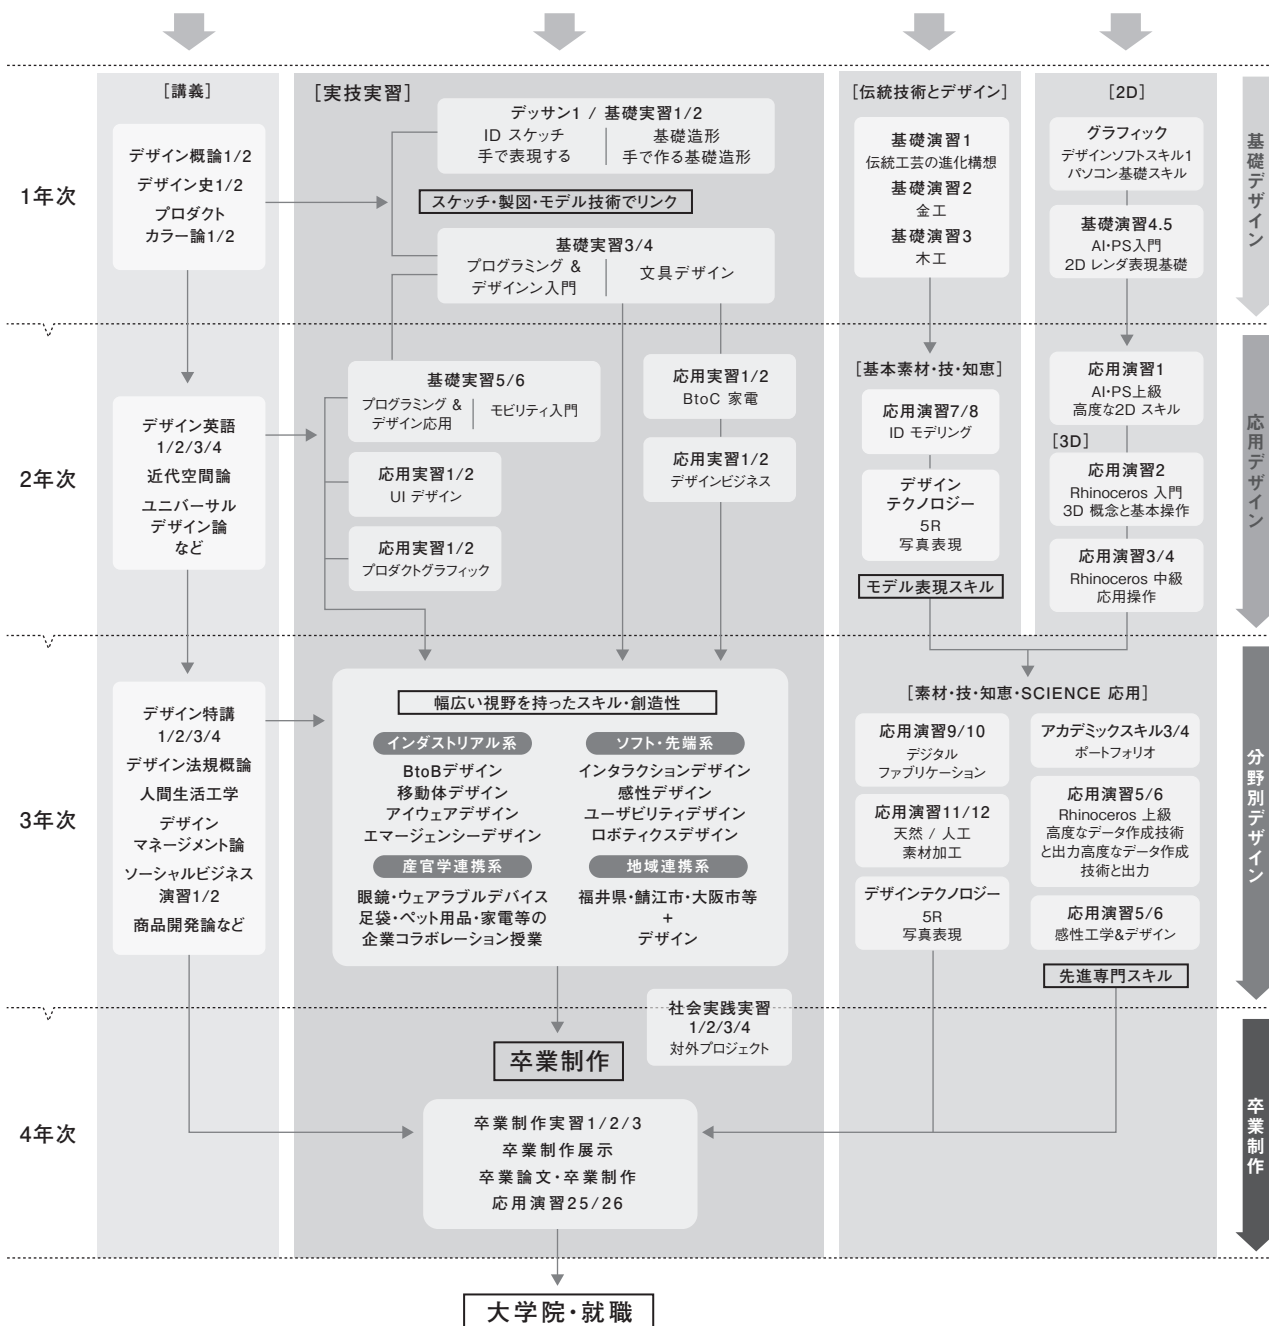 [講義]
[実技実習]
[伝統技術とデザイン]
[2D]
1年次
デザイン概論1/2
デザイン史1/2
プロダクト
カラー論1/2
デッサン1 / 基礎実習1/2
ID スケッチ
手で表現する
基礎造形
手で作る基礎造形
スケッチ・製図・モデル技術でリンク
基礎実習3/4
プログラミング &
デザインン入門
文具デザイン
基礎演習1
伝統工芸の進化構想
基礎演習2
金工
基礎演習3
木工
グラフィック
デザインソフトスキル1
パソコン基礎スキル
基礎演習4.5
AI・PS入門
2D レンダ表現基礎
基礎デザイン
2年次
デザイン英語
1/2/3/4
近代空間論
ユニバーサル
デザイン論
など
基礎実習5/6
プログラミング &
デザイン応用
モビリティ入門
応用実習1/2
UI デザイン
応用実習1/2
プロダクトグラフィック
応用実習1/2
BtoC 家電
応用実習1/2
デザインビジネス
[基本素材・技・知恵]
応用演習7/8
ID モデリング
デザイン
テクノロジー
5R
写真表現
モデル表現スキル
応用演習1
AI・PS上級
高度な2D スキル
[3D]
応用演習2
Rhinoceros 入門
3D 概念と基本操作
応用演習3/4
Rhinoceros 中級
応用操作
応用デザイン
3年次
デザイン特講
1/2/3/4
デザイン法規概論
人間生活工学
デザイン
マネージメント論
ソーシャルビジネス
演習1/2
商品開発論など
幅広い視野を持ったスキル・創造性
インダストリアル系
BtoBデザイン
移動体デザイン
アイウェアデザイン
エマージェンシーデザイン
ソフト・先端系
インタラクションデザイン
感性デザイン
ユーザビリティデザイン
ロボティクスデザイン
産官学連携系
眼鏡・ウェアラブルデバイス
足袋・ペット用品・家電等の
企業コラボレーション授業
地域連携系
福井県・鯖江市・大阪市等
+
デザイン
[素材・技・知恵・SCIENCE 応用]
応用演習9/10
デジタル
ファブリケーション
応用演習11/12
天然 / 人工
素材加工
デザインテクノロジー
5R
写真表現
アカデミックスキル3/4
ポートフォリオ
応用演習5/6
Rhinoceros 上級
高度なデータ作成技術
と出力高度なデータ作成
技術と出力
応用演習5/6
感性工学&デザイン
先進専門スキル
分野別デザイン
社会実践実習
1/2/3/4
対外プロジェクト
卒業制作
4年次
卒業制作実習1/2/3
卒業制作展示
卒業論文・卒業制作
応用演習25/26
卒業制作
大学院・就職